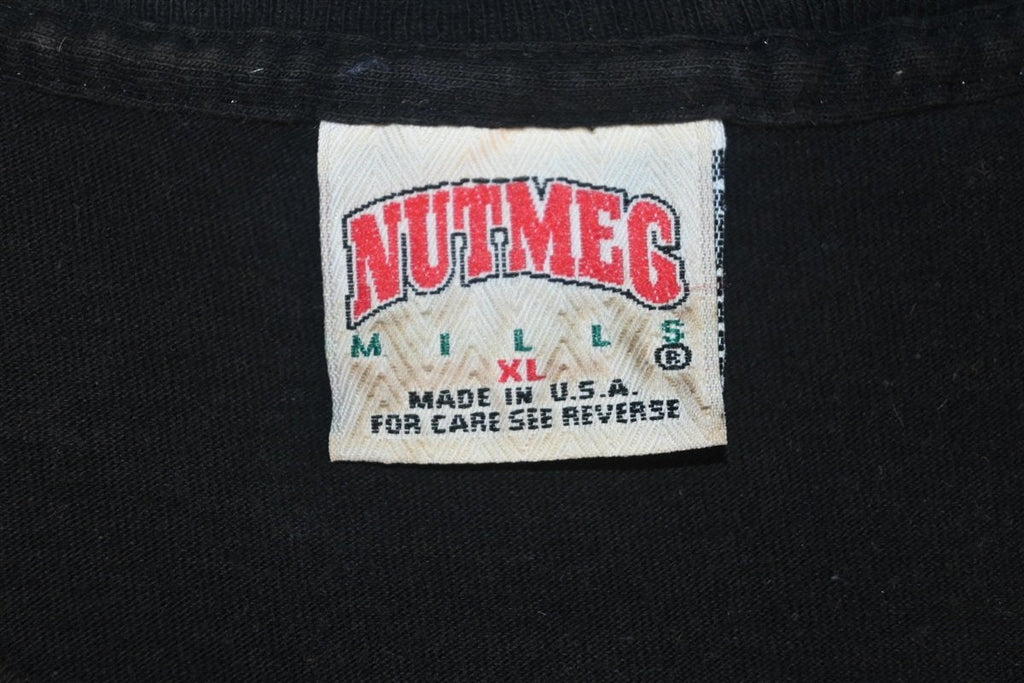 NUTMEG
MILLS
®
XL
MADE IN U.S.A.
FOR CARE SEE REVERSE